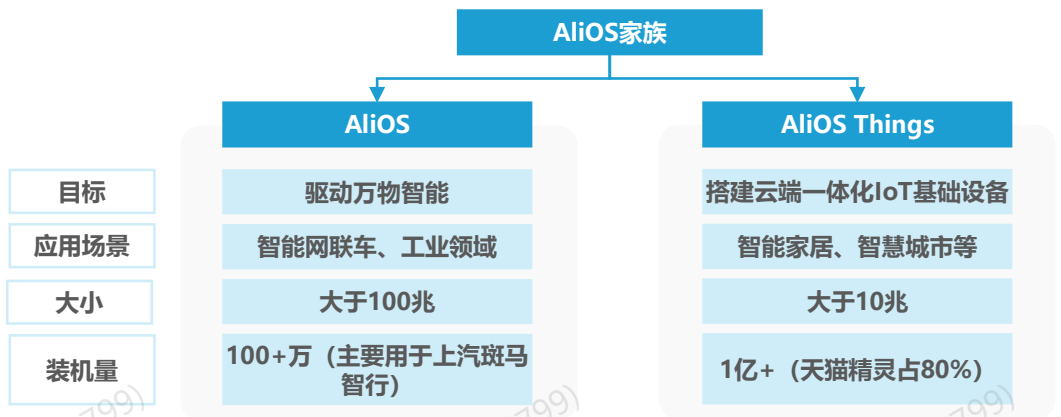 AliOS家族
AliOS
AliOS Things
目标
驱动万物智能
搭建云端一体化IoT基础设备
应用场景
智能网联车、工业领域
智能家居、智慧城市等
大小
大于100兆
大于10兆
装机量
100+万（主要用于上汽斑马
智行）
1亿+（天猫精灵占80%）
799)
799)
799)